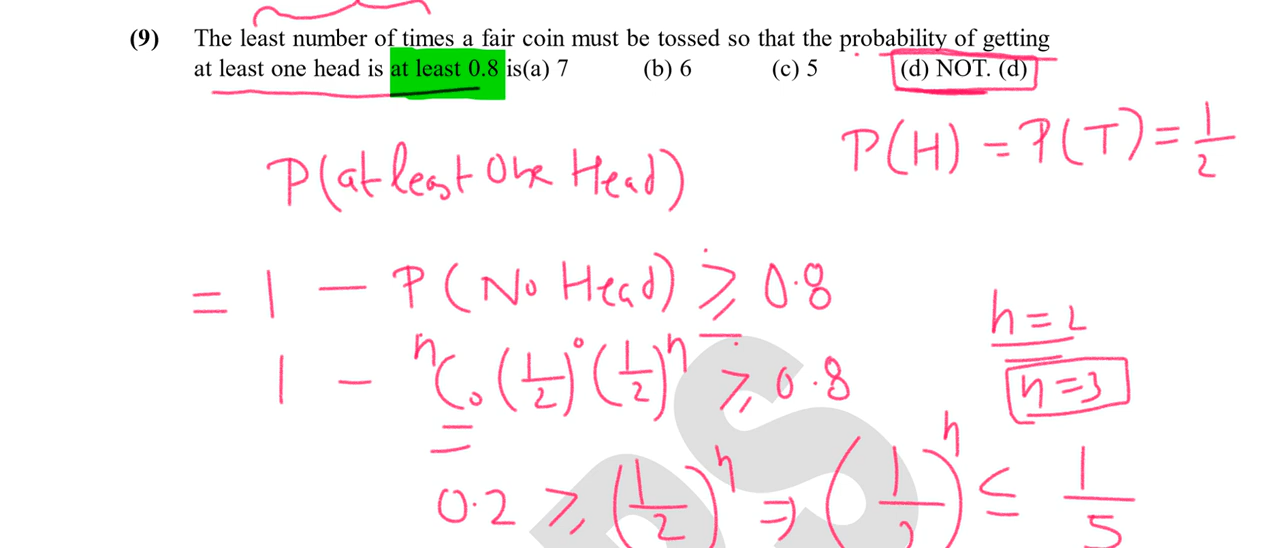 (9) The least number of times a fair coin must be tossed so that the probability of getting
at least one head is at least 0.8 is(a) 7 (b) 6 (c) 5 (d) NOT. (d)
P(H) = P(T) = 1/2
P(at least One Head)
= 1 - P(No Head) ≥ 0.8
n=2
1 - ⁿC₀ (1/2)⁰ (1/2)ⁿ ≥ 0.8
n=3
0.2 ≥ (1/2)ⁿ ⇒ (1/2)ⁿ ≤ 1/5